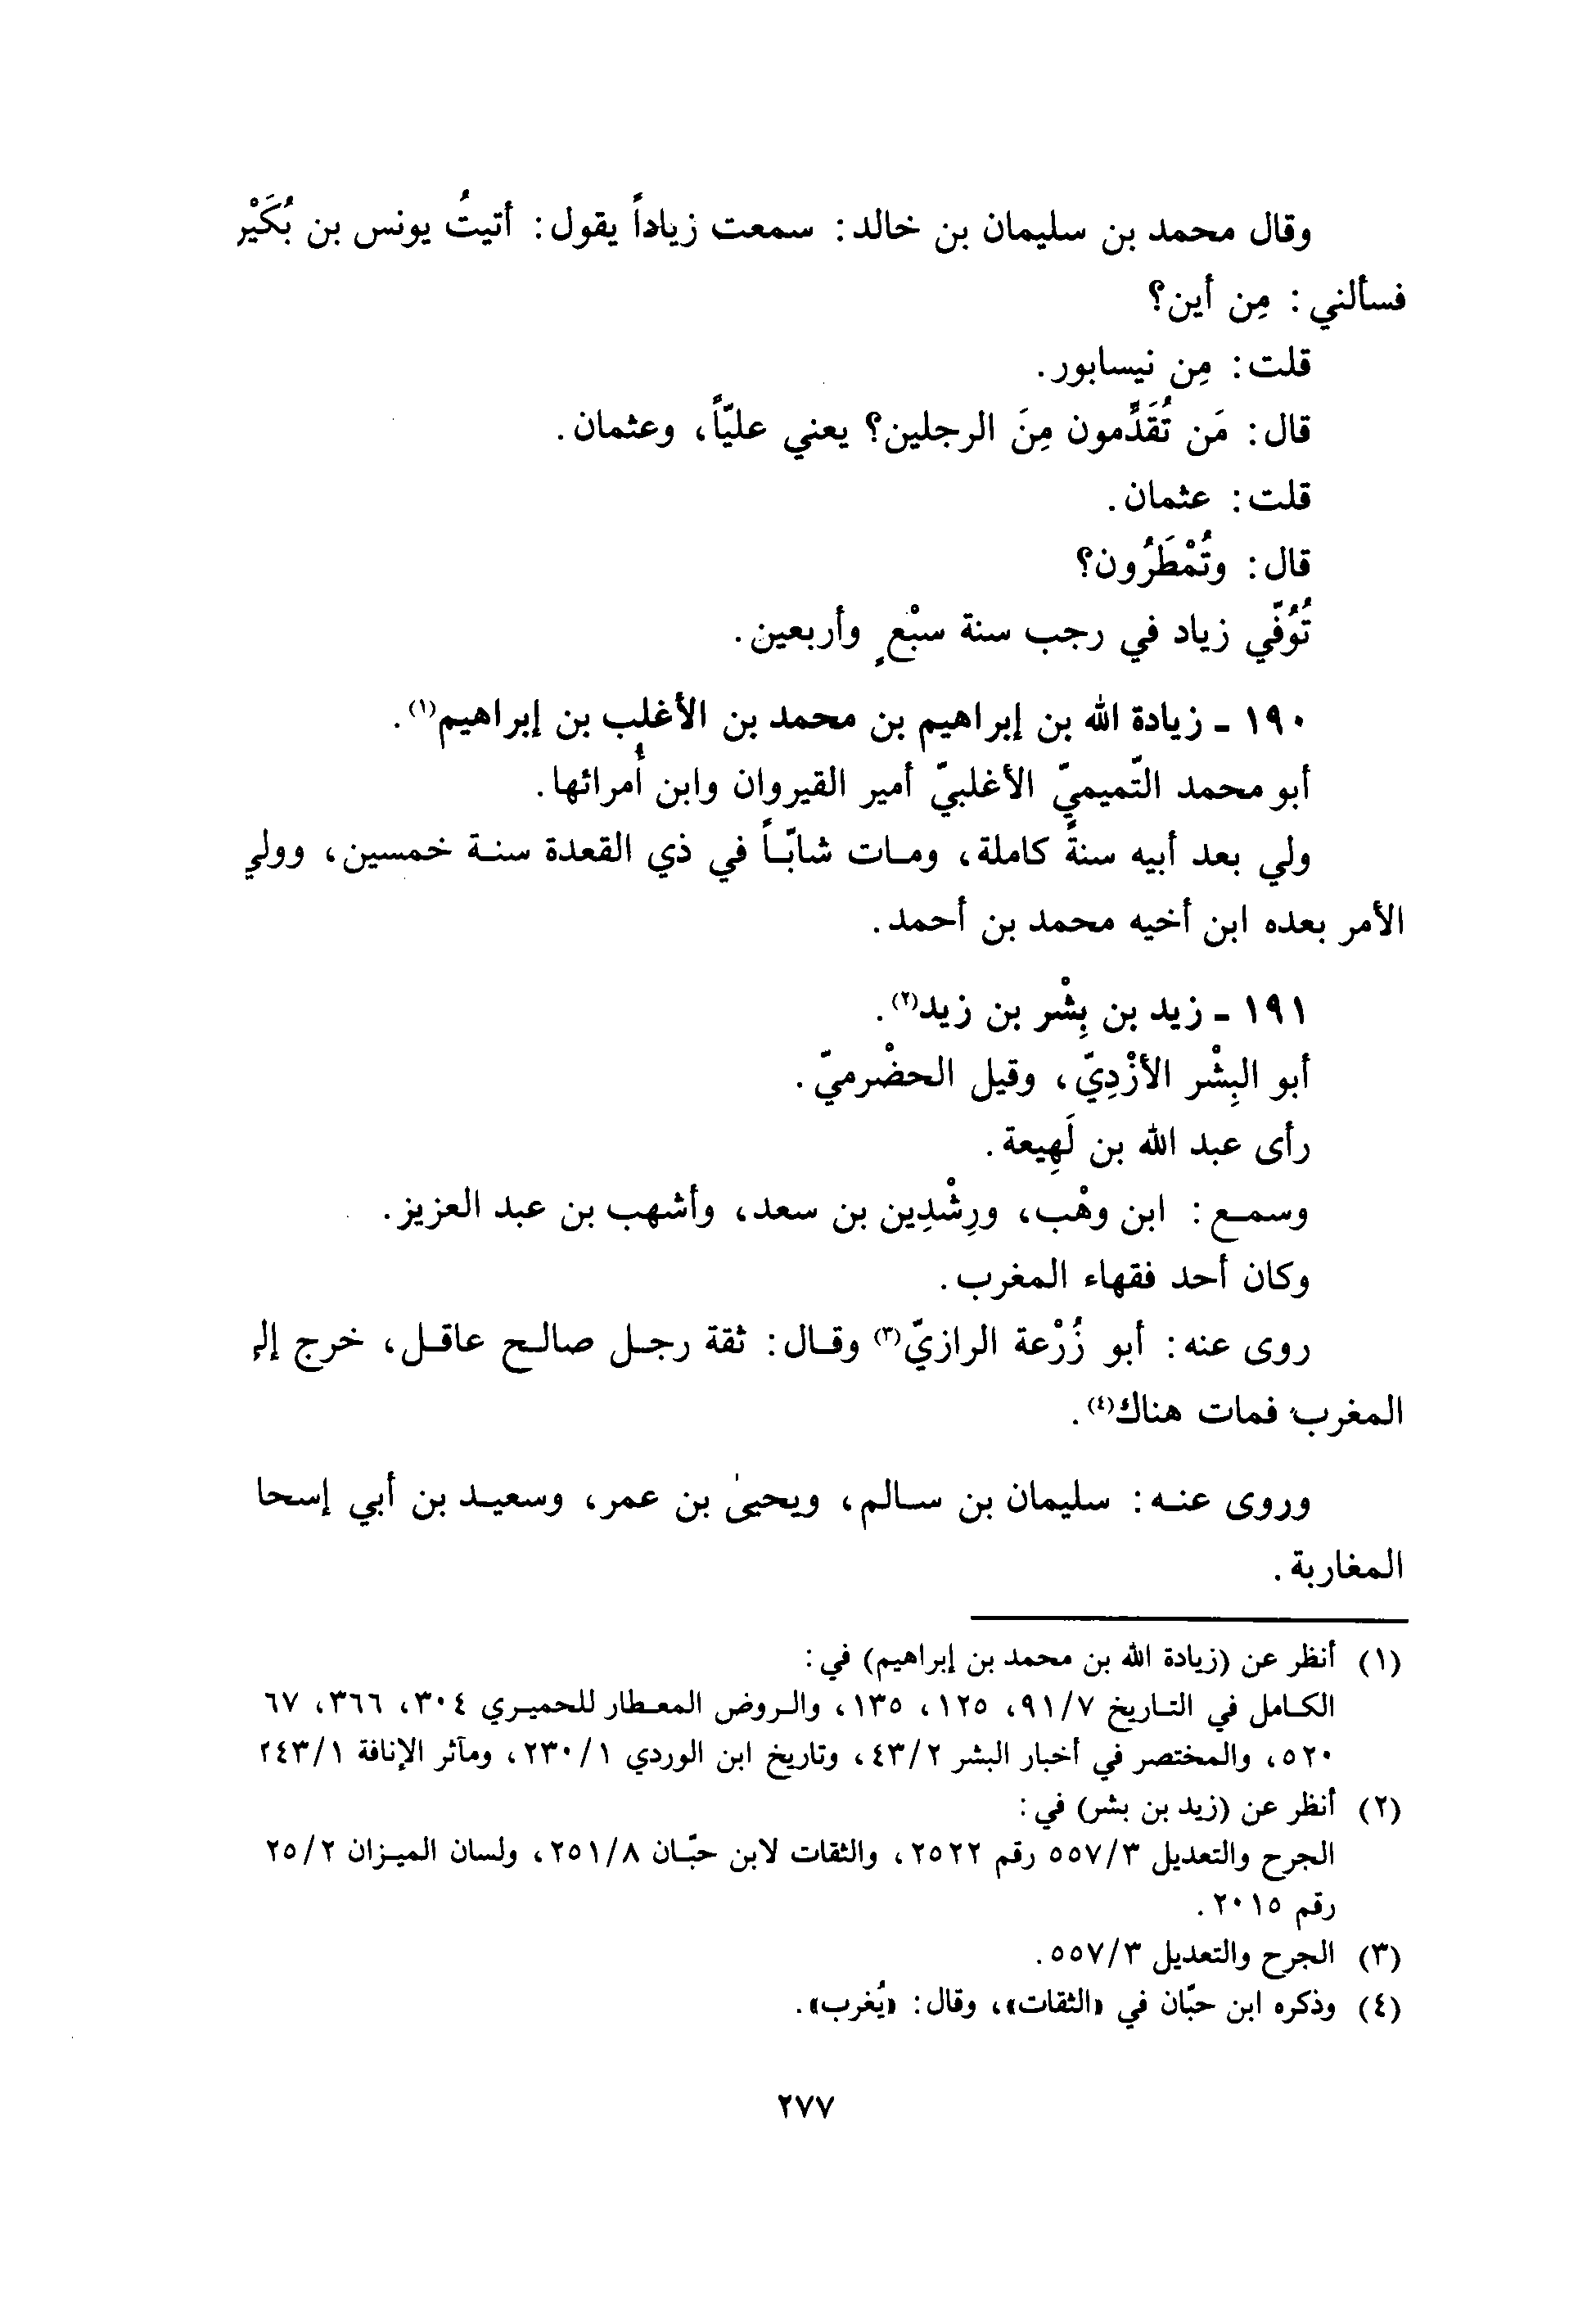 وقال محمد بن سليمان بن خالد: سمعت زياداً يقول: أتيتُ يونس بن بُكَيْر
فسألني: مِن أين؟
قلت: مِن نيسابور.
قال: مَن تُقَدِّمون مِنَ الرجلين؟ يعني عليّاً، وعثمان.
قلت: عثمان.
قال: وتُمْطَرُون؟
تُوُفّي زياد في رجب سنة سبْعٍ وأربعين.
١٩٠ - زيادة الله بن إبراهيم بن محمد بن الأغلب بن إبراهيم(١).
أبو محمد التّميميّ الأغلبيّ أمير القيروان وابن أُمرائها.
ولي بعد أبيه سنةً كاملة، ومات شابّاً في ذي القعدة سنة خمسين، وولي
الأمر بعده ابن أخيه محمد بن أحمد.
١٩١ - زيد بن بِشْر بن زيد(٢).
أبو البِشْر الأزْدِيّ، وقيل الحضْرميّ.
رأى عبد الله بن لَهِيعة.
وسمع: ابن وهْب، ورِشْدِين بن سعد، وأشهب بن عبد العزيز.
وكان أحد فقهاء المغرب.
روى عنه: أبو زُرْعة الرازيّ(٣) وقال: ثقة رجل صالح عاقل، خرج إلى
المغرب فمات هناك(٤).
وروى عنه: سليمان بن سالم، ويحيىٰ بن عمر، وسعيد بن أبي إسحا
المغاربة.
(١) أنظر عن (زيادة الله بن محمد بن إبراهيم) في:
الكامل في التاريخ ٩١/٧، ١٢٥، ١٣٥، والروض المعطار للحميري ٣٠٤، ٣٦٦، ٦٧
٥٢٠، والمختصر في أخبار البشر ٤٣/٢، وتاريخ ابن الوردي ٢٣٠/١، ومآثر الإنافة ٢٤٣/١
(٢) أنظر عن (زيد بن بشر) في:
الجرح والتعديل ٥٥٧/٣ رقم ٢٥٢٢، والثقات لابن حبّان ٢٥١/٨، ولسان الميزان ٢٥/٢
رقم ٢٠١٥.
(٣) الجرح والتعديل ٥٥٧/٣.
(٤) وذكره ابن حبّان في «الثقات»، وقال: «يُغرب».
٢٧٧